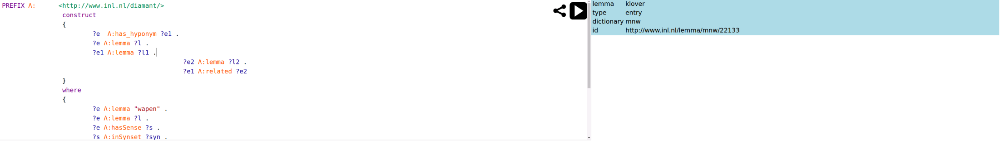 PREFIX Λ: <http://www.inl.nl/diamant/>
construct
{
?e Λ:has_hyponym ?e1 .
?e Λ:lemma ?l .
?e1 Λ:lemma ?l1 .
?e2 Λ:lemma ?l2 .
?e1 Λ:related ?e2
}
where
{
?e Λ:lemma "wapen" .
?e Λ:lemma ?l .
?e Λ:hasSense ?s .
?s Λ:inSynset ?syn .
lemma klover
type entry
dictionary mnw
id http://www.inl.nl/lemma/mnw/22133